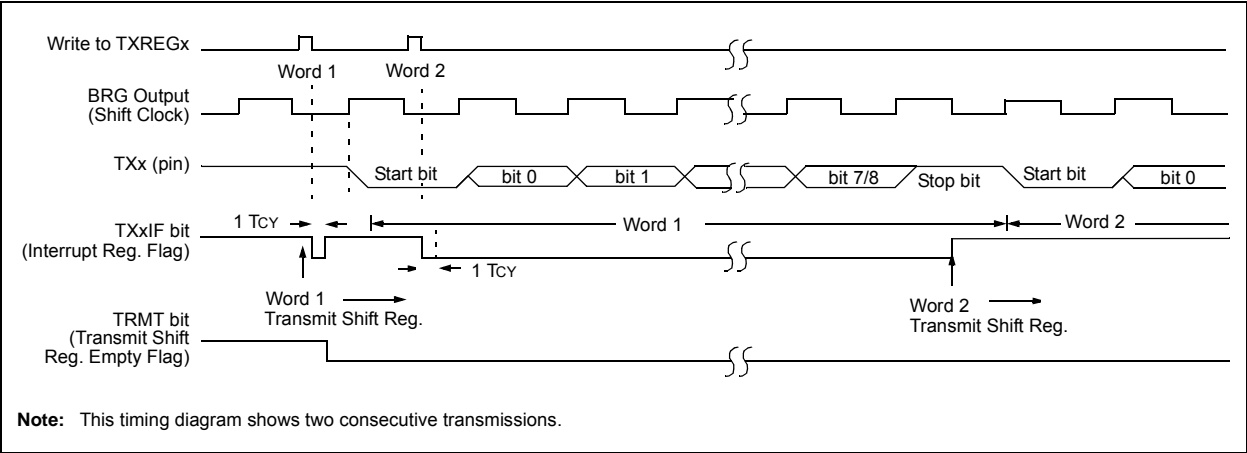 Write to TXREGx
Word 1
Word 2
BRG Output
(Shift Clock)
TXx (pin)
Start bit
bit 0
bit 1
bit 7/8
Stop bit
Start bit
bit 0
TXxIF bit
(Interrupt Reg. Flag)
1 TCY
Word 1
Word 2
1 TCY
Word 1
Transmit Shift Reg.
Word 2
Transmit Shift Reg.
TRMT bit
(Transmit Shift
Reg. Empty Flag)
Note: This timing diagram shows two consecutive transmissions.